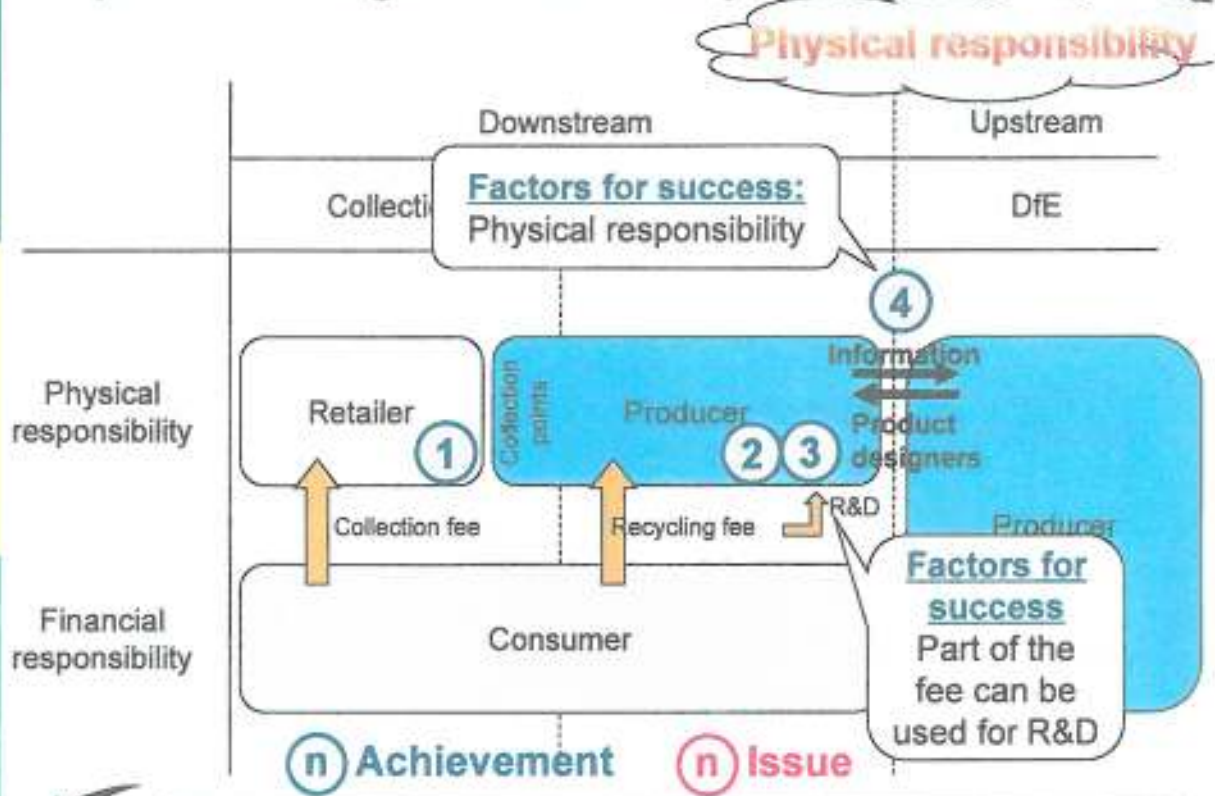 Physical responsibility
Downstream
Upstream
Collecti
DfE
Factors for success:
Physical responsibility
4
Physical
responsibility
Retailer
1
Collection
points
Producer
2
3
Information
Product
designers
Collection fee
Recycling fee
R&D
Producer
Financial
responsibility
Consumer
Factors for
success
Part of the
fee can be
used for R&D
n Achievement
n Issue